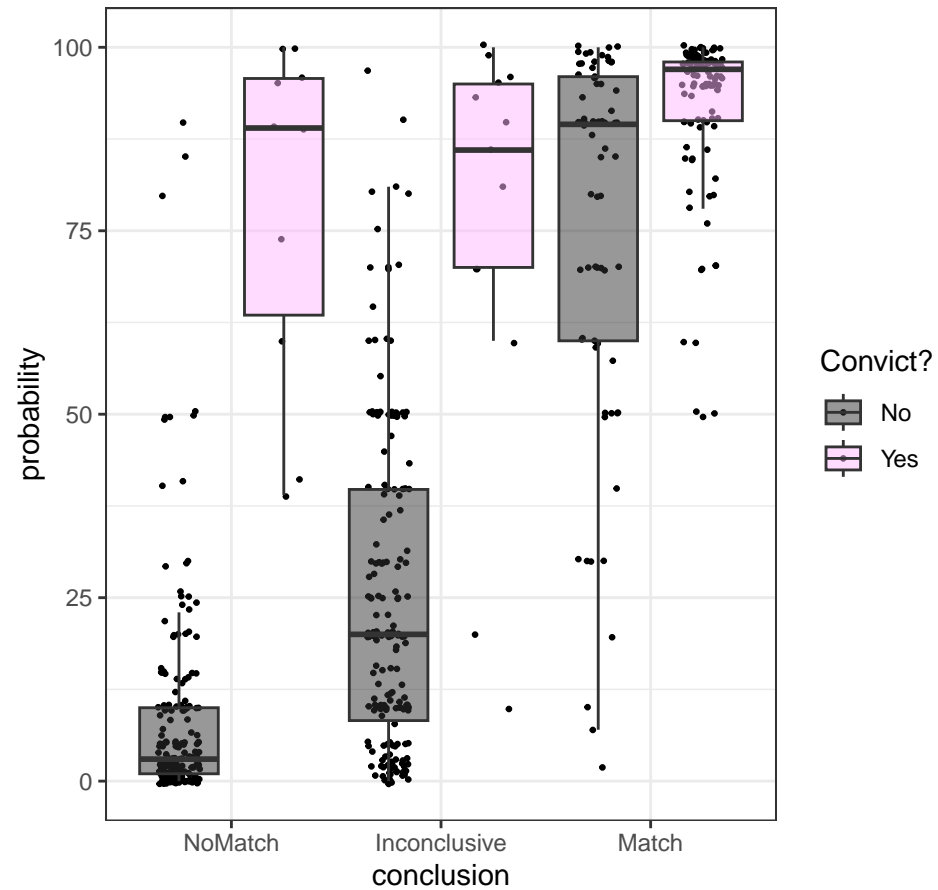 100
75
50
25
0
probability
NoMatch
Inconclusive
Match
conclusion
Convict?
No
Yes